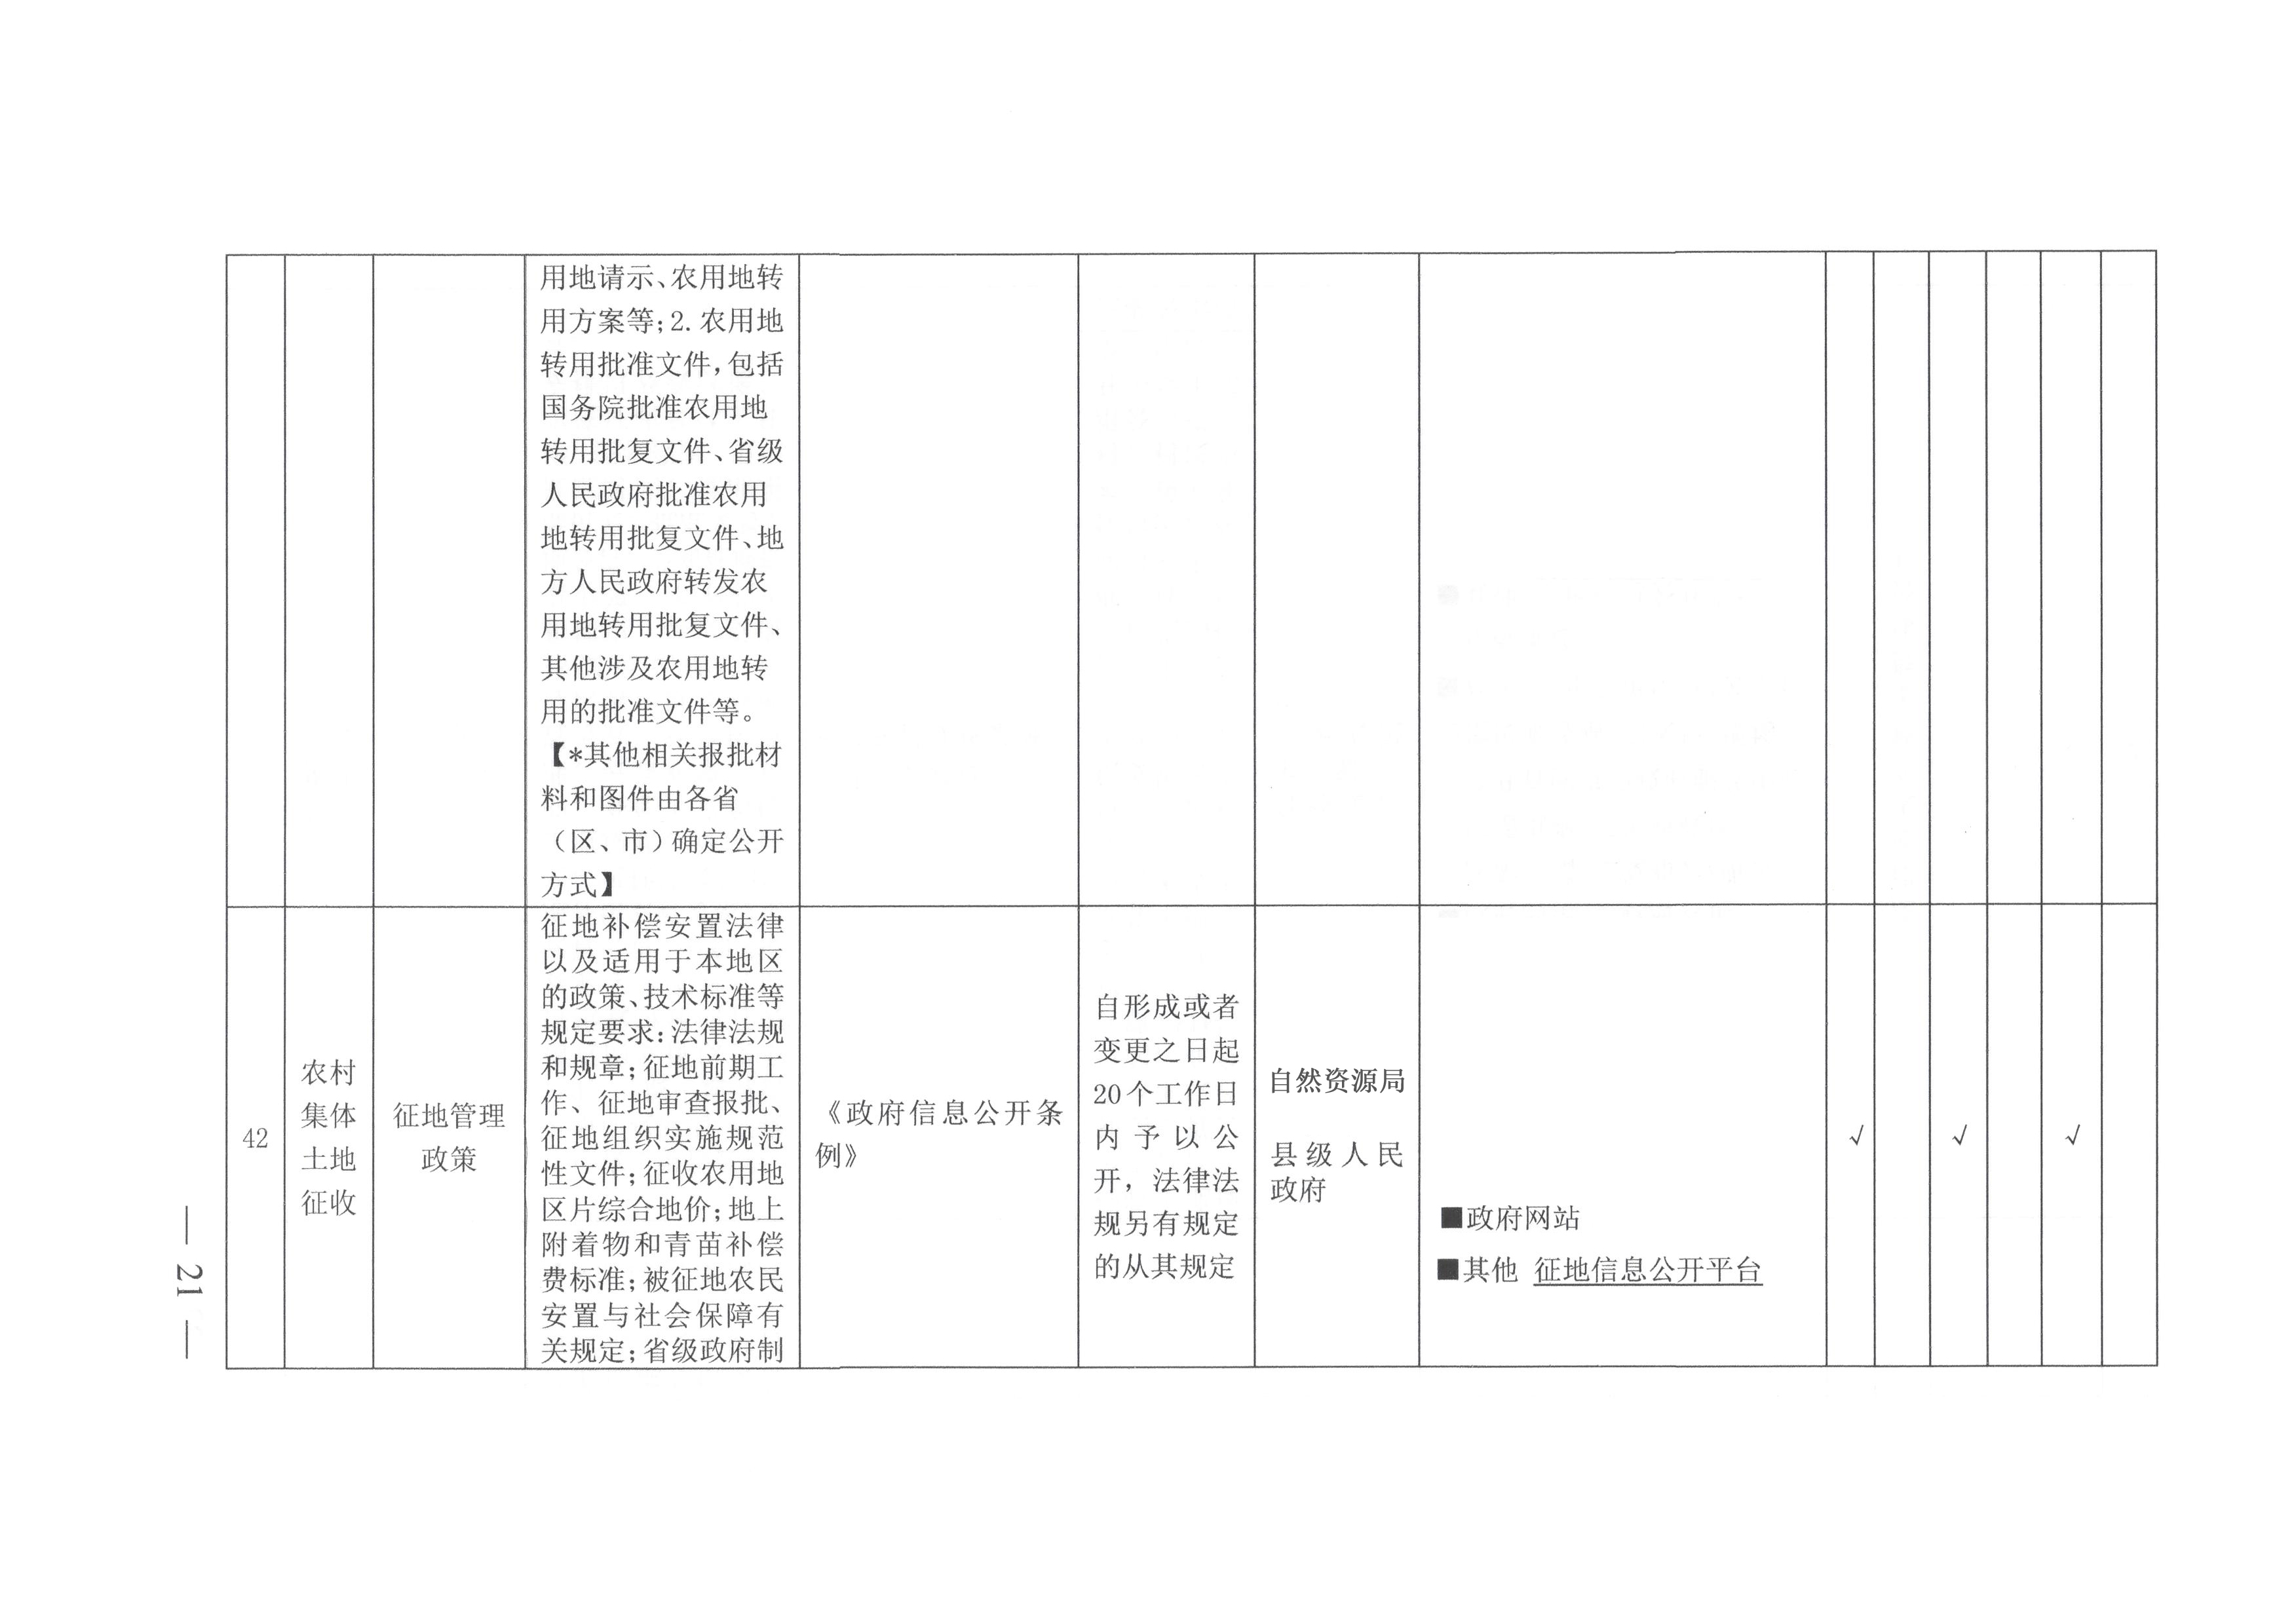 用地请示、农用地转
用方案等；2.农用地
转用批准文件，包括
国务院批准农用地
转用批复文件、省级
人民政府批准农用
地转用批复文件、地
方人民政府转发农
用地转用批复文件、
其他涉及农用地转
用的批准文件等。
【*其他相关报批材
料和图件由各省
（区、市）确定公开
方式】
42
农村
集体
土地
征收
征地管理
政策
征地补偿安置法律
以及适用于本地区
的政策、技术标准等
规定要求：法律法规
和规章；征地前期工
作、征地审查报批、
征地组织实施规范
性文件；征收农用地
区片综合地价；地上
附着物和青苗补偿
费标准；被征地农民
安置与社会保障有
关规定；省级政府制
《政府信息公开条
例》
自形成或者
变更之日起
20个工作日
内予以公
开，法律法
规另有规定
的从其规定
自然资源局
县级人民
政府
■政府网站
■其他 征地信息公开平台
√
√
√
— 21 —